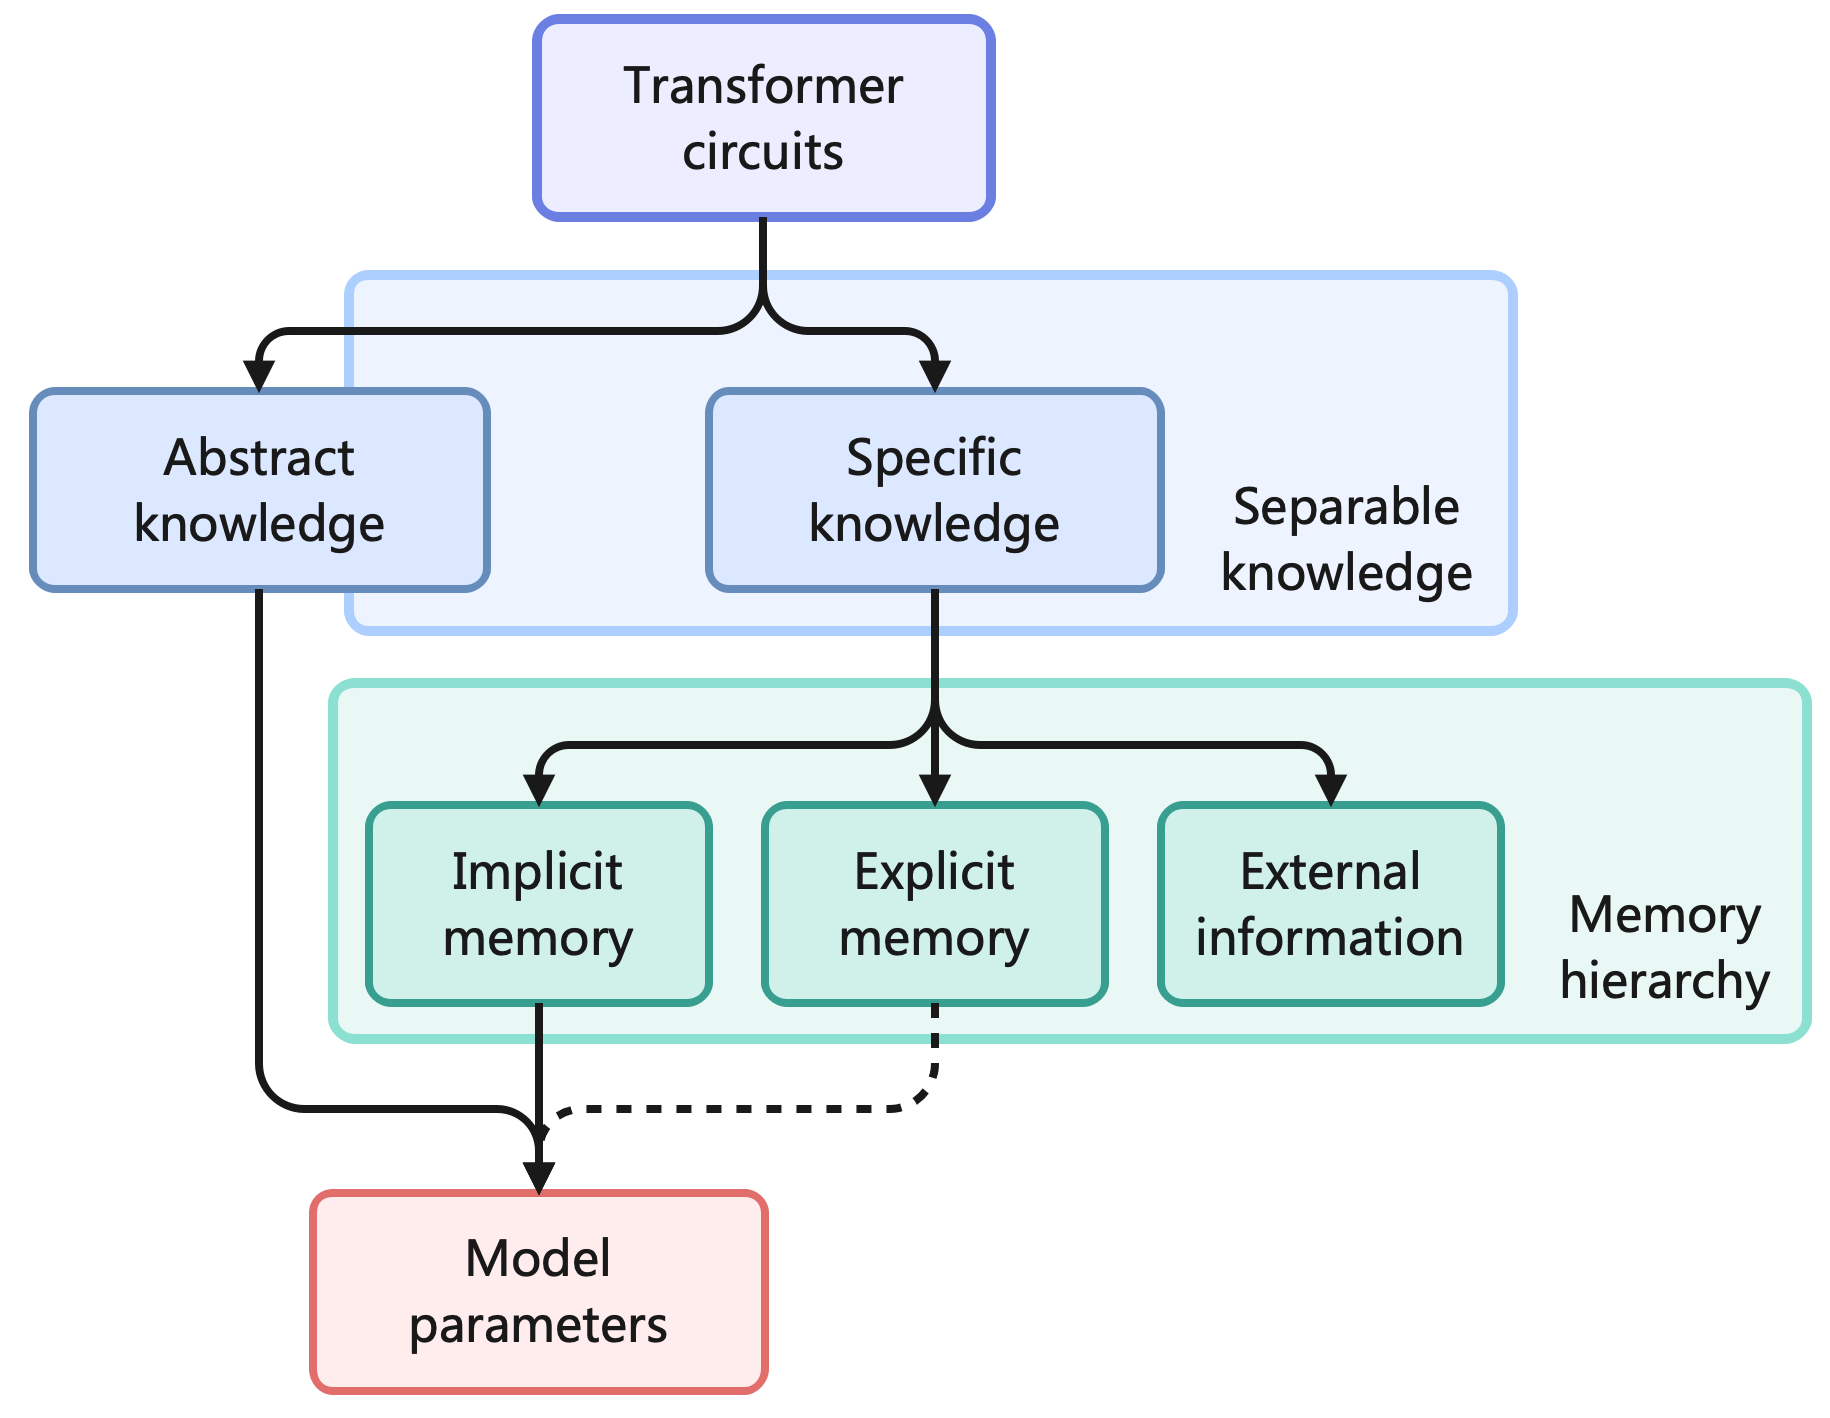 Transformer
circuits
Abstract
knowledge
Specific
knowledge
Separable
knowledge
Implicit
memory
Explicit
memory
External
information
Memory
hierarchy
Model
parameters